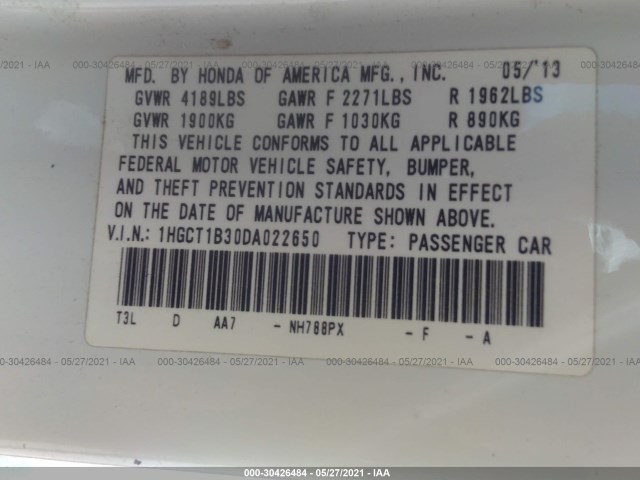 000-30426484 - 05/27/2021 - IAA
MFD. BY HONDA OF AMERICA MFG., INC. 05/'13
GVWR 4189LBS GAWR F 2271LBS R 1962LBS
GVWR 1900KG GAWR F 1030KG R 890KG
THIS VEHICLE CONFORMS TO ALL APPLICABLE
FEDERAL MOTOR VEHICLE SAFETY, BUMPER,
AND THEFT PREVENTION STANDARDS IN EFFECT
ON THE DATE OF MANUFACTURE SHOWN ABOVE.
V.I.N.: 1HGCT1B30DA022650 TYPE: PASSENGER CAR
T3L D AA7 - NH788PX - F - A
000-30426484 - 05/27/2021 - IAA
000-30426484 - 05/27/2021 - IAA